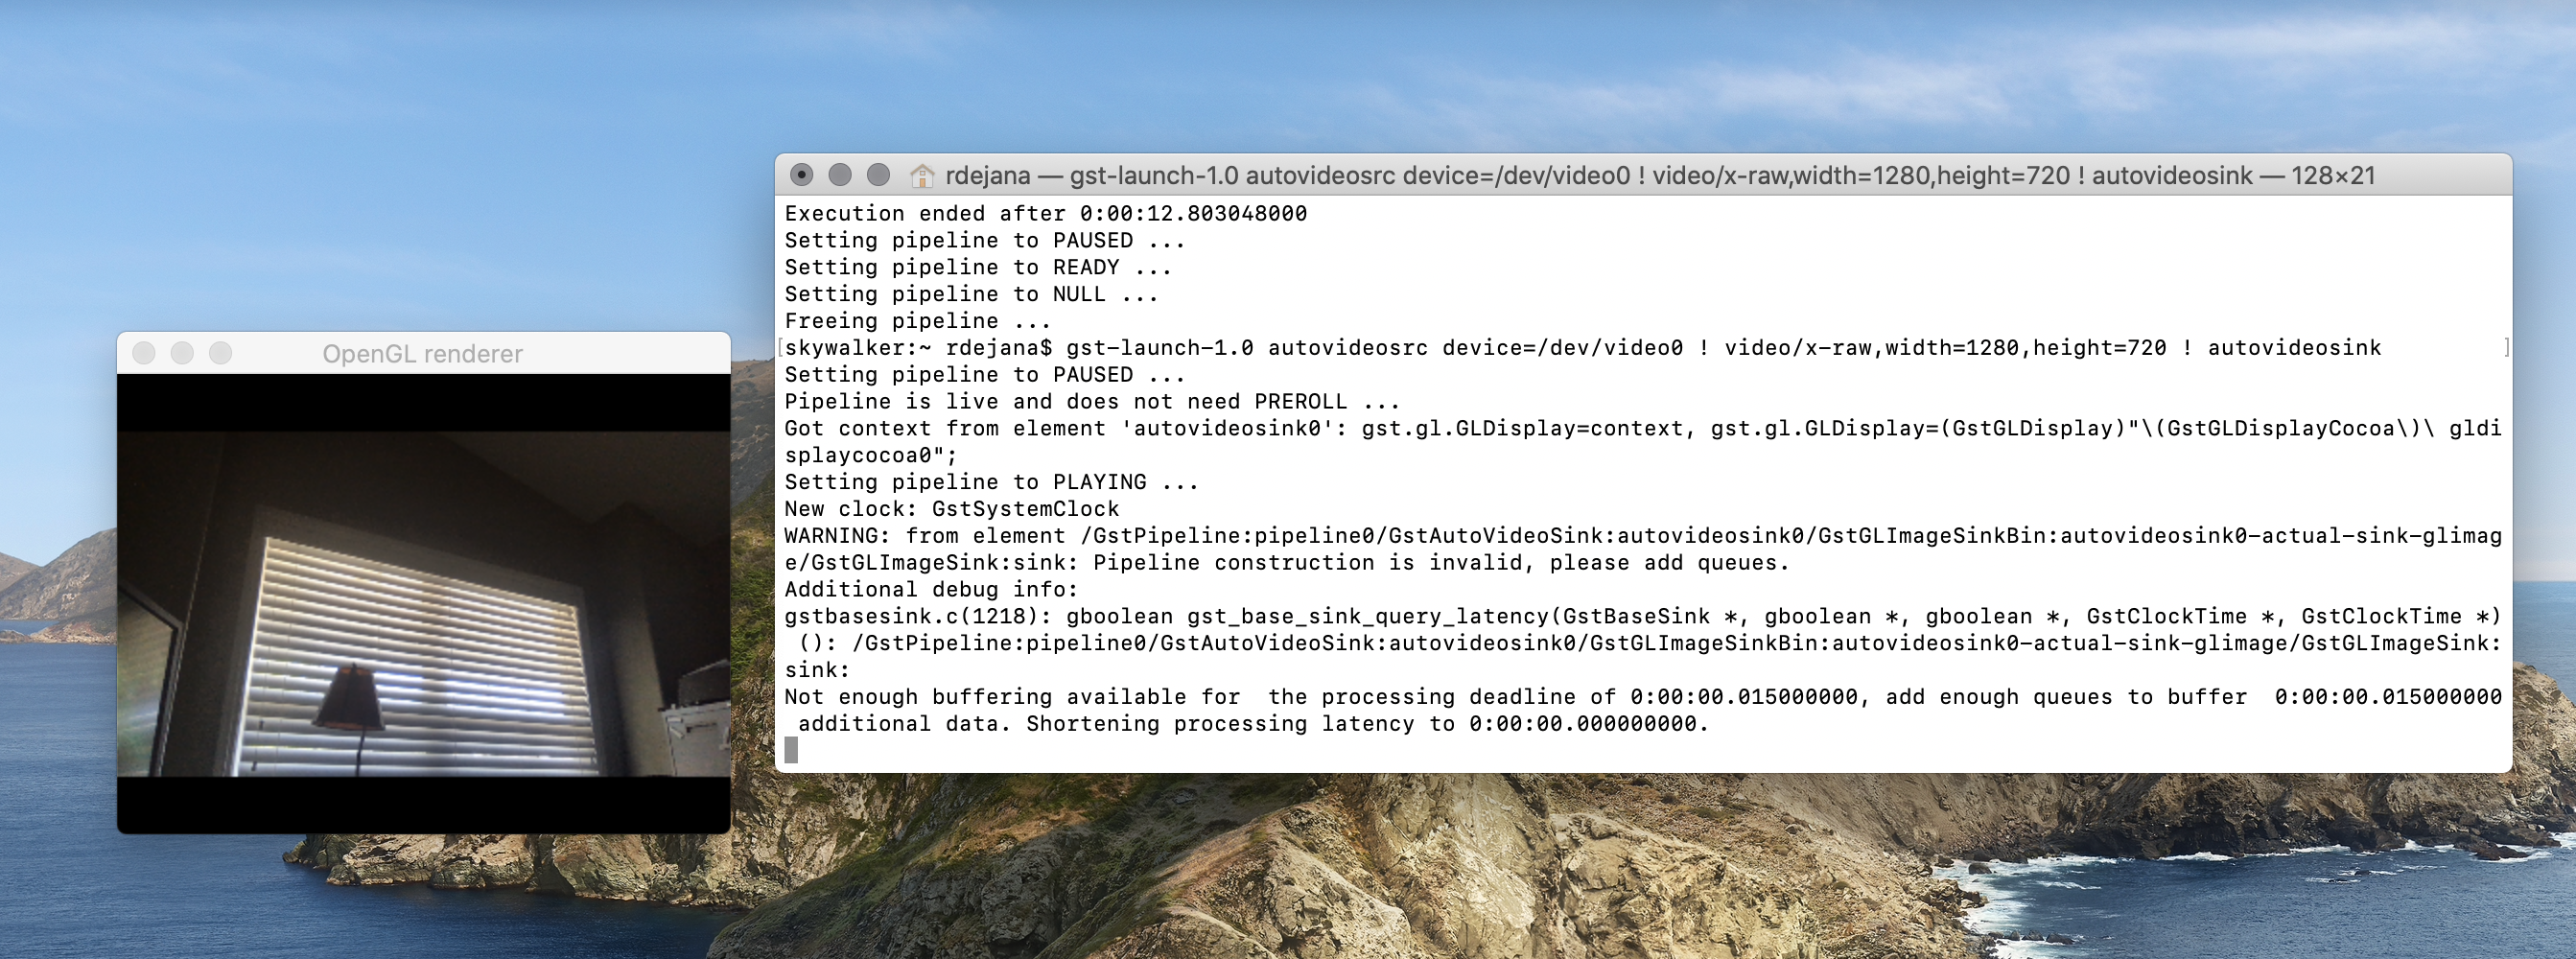 OpenGL renderer
rdejana — gst-launch-1.0 autovideosrc device=/dev/video0 ! video/x-raw,width=1280,height=720 ! autovideosink — 128×21
Execution ended after 0:00:12.803048000
Setting pipeline to PAUSED ...
Setting pipeline to READY ...
Setting pipeline to NULL ...
Freeing pipeline ...
[skywalker:~ rdejana$ gst-launch-1.0 autovideosrc device=/dev/video0 ! video/x-raw,width=1280,height=720 ! autovideosink ]
Setting pipeline to PAUSED ...
Pipeline is live and does not need PREROLL ...
Got context from element 'autovideosink0': gst.gl.GLDisplay=context, gst.gl.GLDisplay=(GstGLDisplay)"\(GstGLDisplayCocoa\)\ gldi
splaycocoa0";
Setting pipeline to PLAYING ...
New clock: GstSystemClock
WARNING: from element /GstPipeline:pipeline0/GstAutoVideoSink:autovideosink0/GstGLImageSinkBin:autovideosink0-actual-sink-glimag
e/GstGLImageSink:sink: Pipeline construction is invalid, please add queues.
Additional debug info:
gstbasesink.c(1218): gboolean gst_base_sink_query_latency(GstBaseSink *, gboolean *, gboolean *, GstClockTime *, GstClockTime *)
 (): /GstPipeline:pipeline0/GstAutoVideoSink:autovideosink0/GstGLImageSinkBin:autovideosink0-actual-sink-glimage/GstGLImageSink:
sink:
Not enough buffering available for  the processing deadline of 0:00:00.015000000, add enough queues to buffer  0:00:00.015000000
 additional data. Shortening processing latency to 0:00:00.000000000.